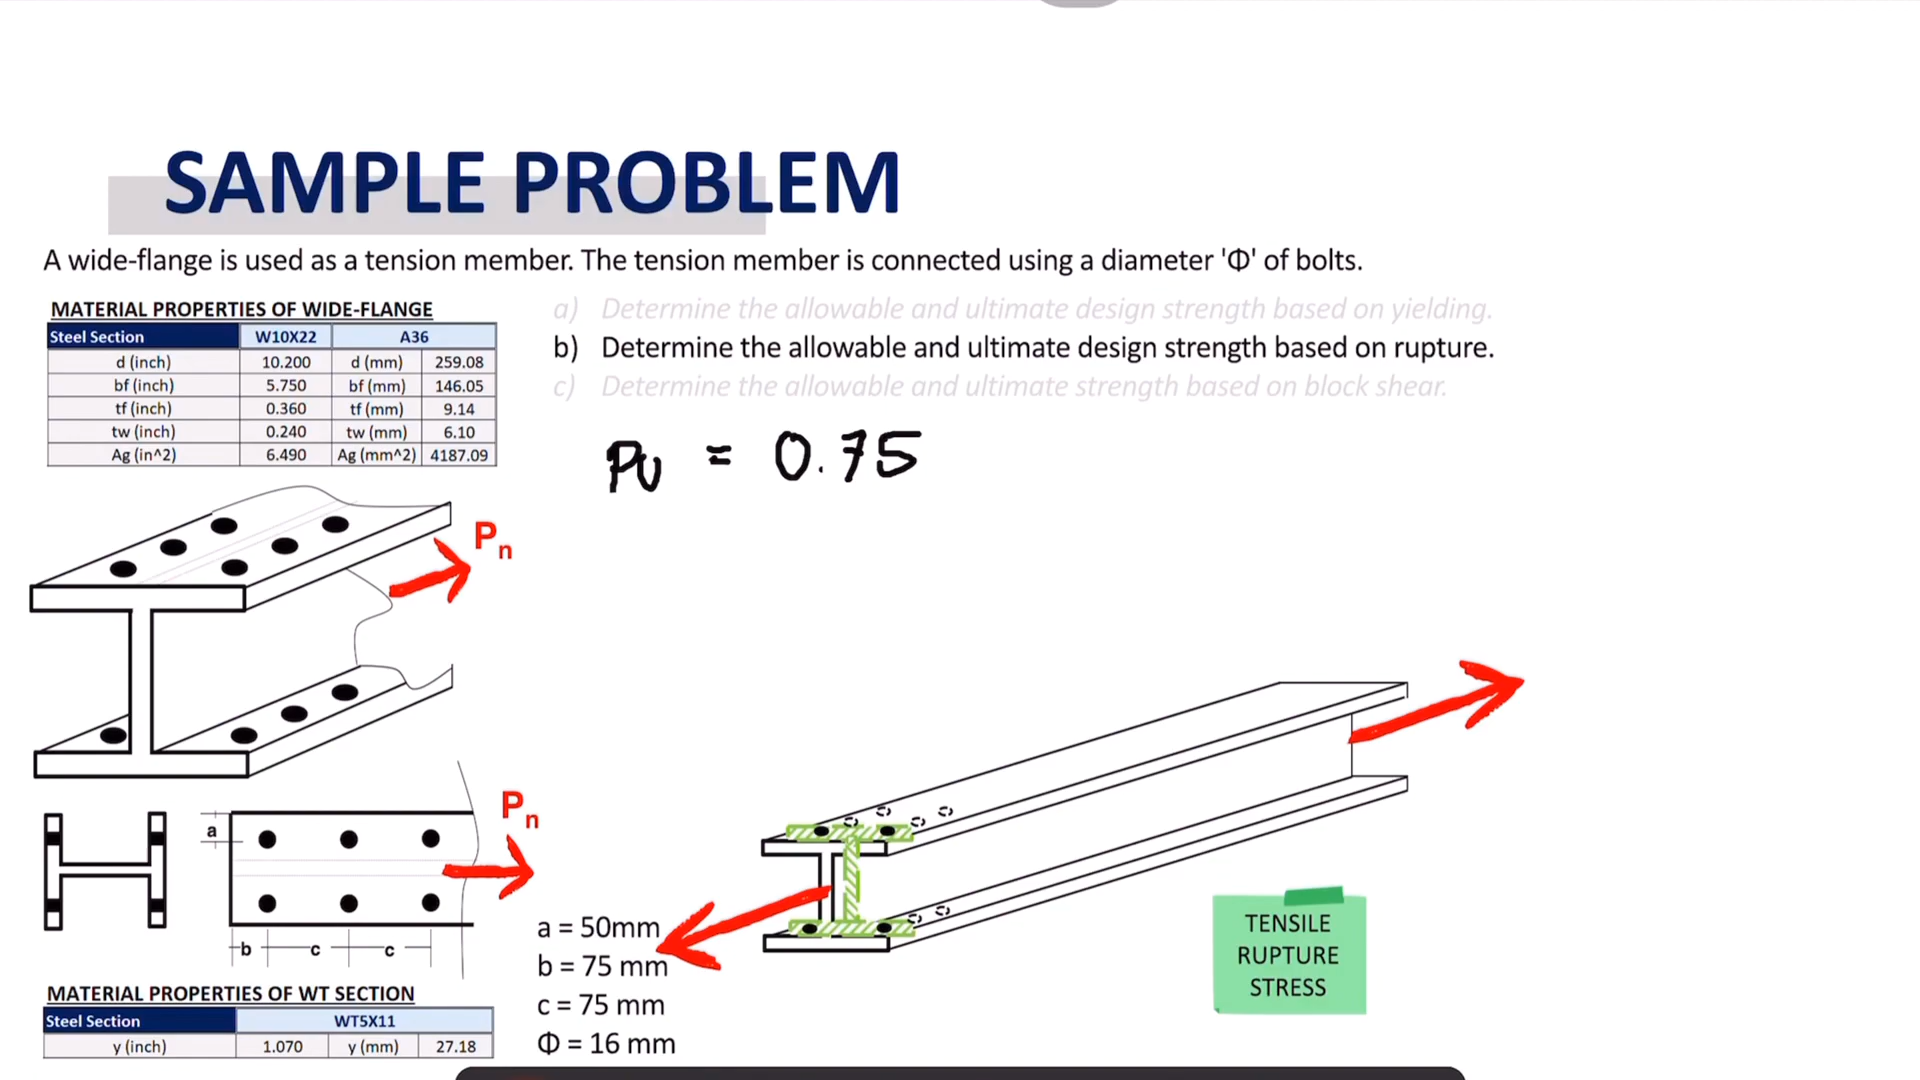 SAMPLE PROBLEM
A wide-flange is used as a tension member. The tension member is connected using a diameter 'Φ' of bolts.
MATERIAL PROPERTIES OF WIDE-FLANGE
Steel Section W10X22 A36
d (inch) 10.200 d (mm) 259.08
bf (inch) 5.750 bf (mm) 146.05
tf (inch) 0.360 tf (mm) 9.14
tw (inch) 0.240 tw (mm) 6.10
Ag (in^2) 6.490 Ag (mm^2) 4187.09
a) Determine the allowable and ultimate design strength based on yielding.
b) Determine the allowable and ultimate design strength based on rupture.
c) Determine the allowable and ultimate strength based on block shear.
PU = 0.75
Pn
Pn
a
b c c
a = 50mm
b = 75 mm
c = 75 mm
Φ = 16 mm
TENSILE
RUPTURE
STRESS
MATERIAL PROPERTIES OF WT SECTION
Steel Section WT5X11
y (inch) 1.070 y (mm) 27.18